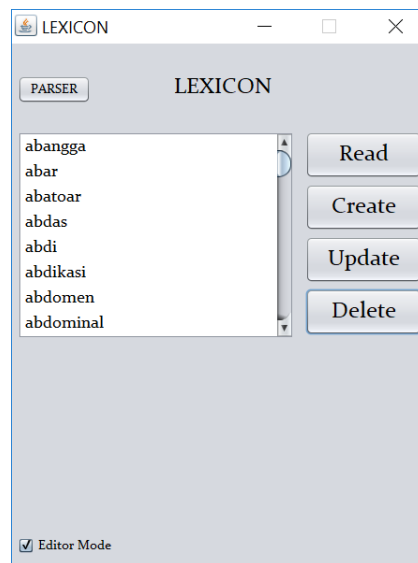 LEXICON
PARSER
LEXICON
abangga
abar
abatoar
abdas
abdi
abdikasi
abdomen
abdominal
Read
Create
Update
Delete
Editor Mode